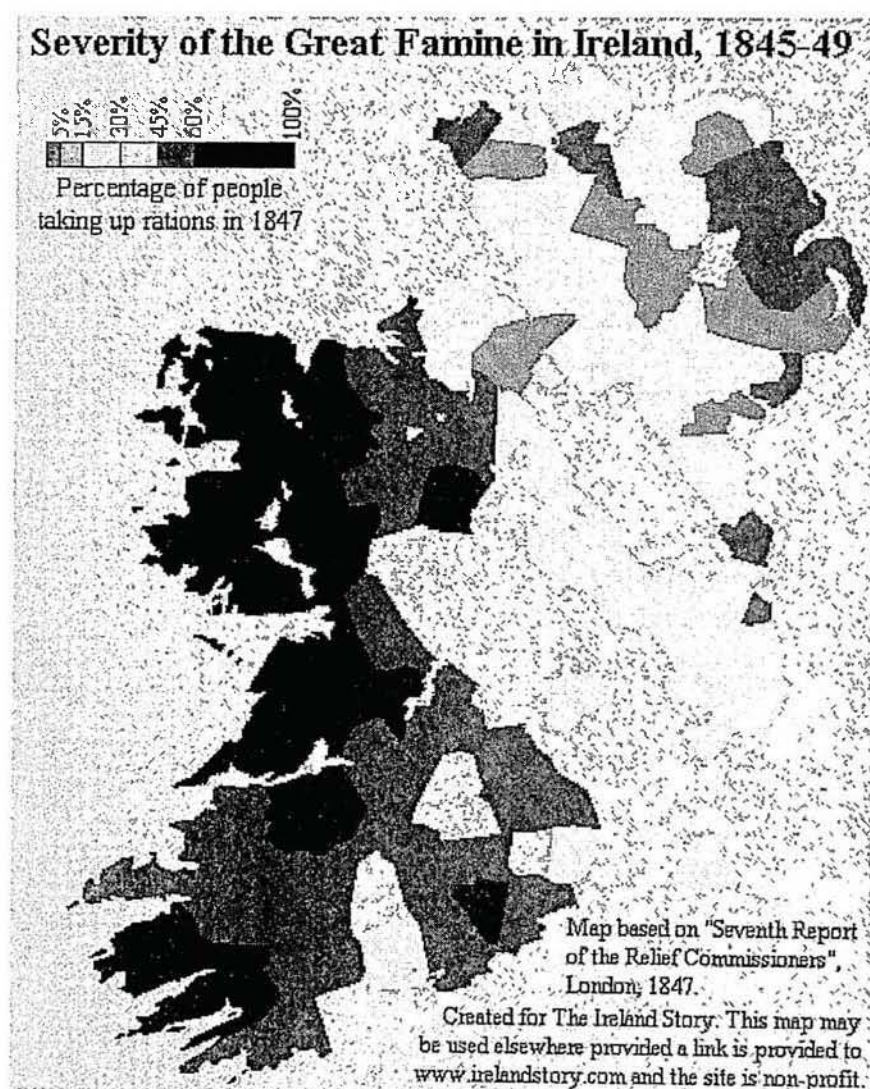 Severity of the Great Famine in Ireland, 1845-49
5% 15% 30% 45% 60% 100%
Percentage of people
taking up rations in 1847
Map based on "Seventh Report
of the Relief Commissioners",
London, 1847.
Created for The Ireland Story. This map may
be used elsewhere provided a link is provided to
www.irelandstory.com and the site is non-profit.